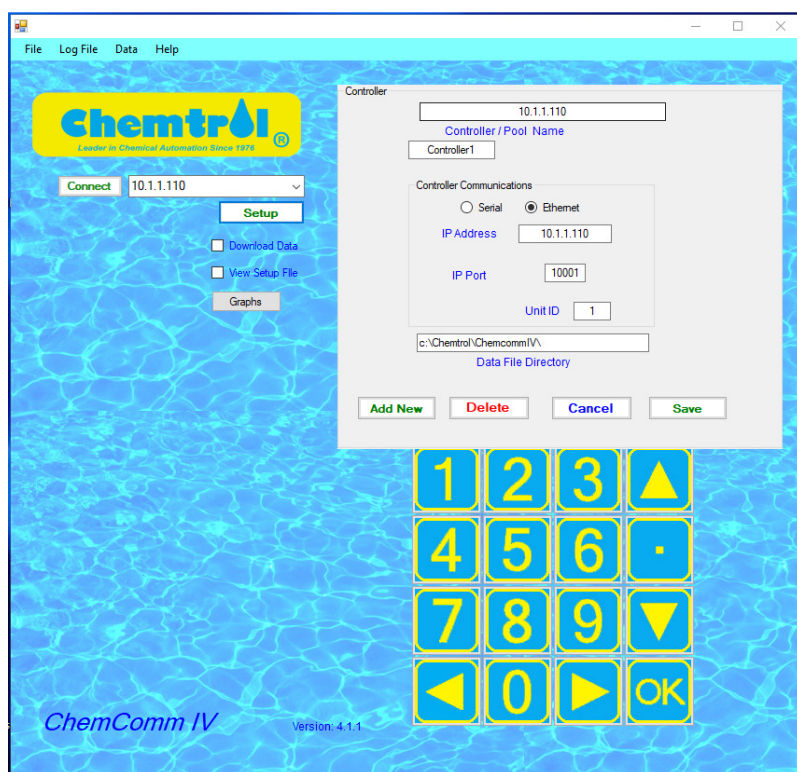 File Log File Data Help
Chemtrol ®
Leader in Chemical Automation Since 1976
Connect 10.1.1.110
Setup
Download Data
View Setup File
Graphs
Controller
10.1.1.110
Controller / Pool Name
Controller1
Controller Communications
Serial Ethernet
IP Address 10.1.1.110
IP Port 10001
Unit ID 1
c:\Chemtrol\ChemcommIV\
Data File Directory
Add New Delete Cancel Save
1 2 3
4 5 6 .
7 8 9
0 OK
ChemComm IV Version: 4.1.1